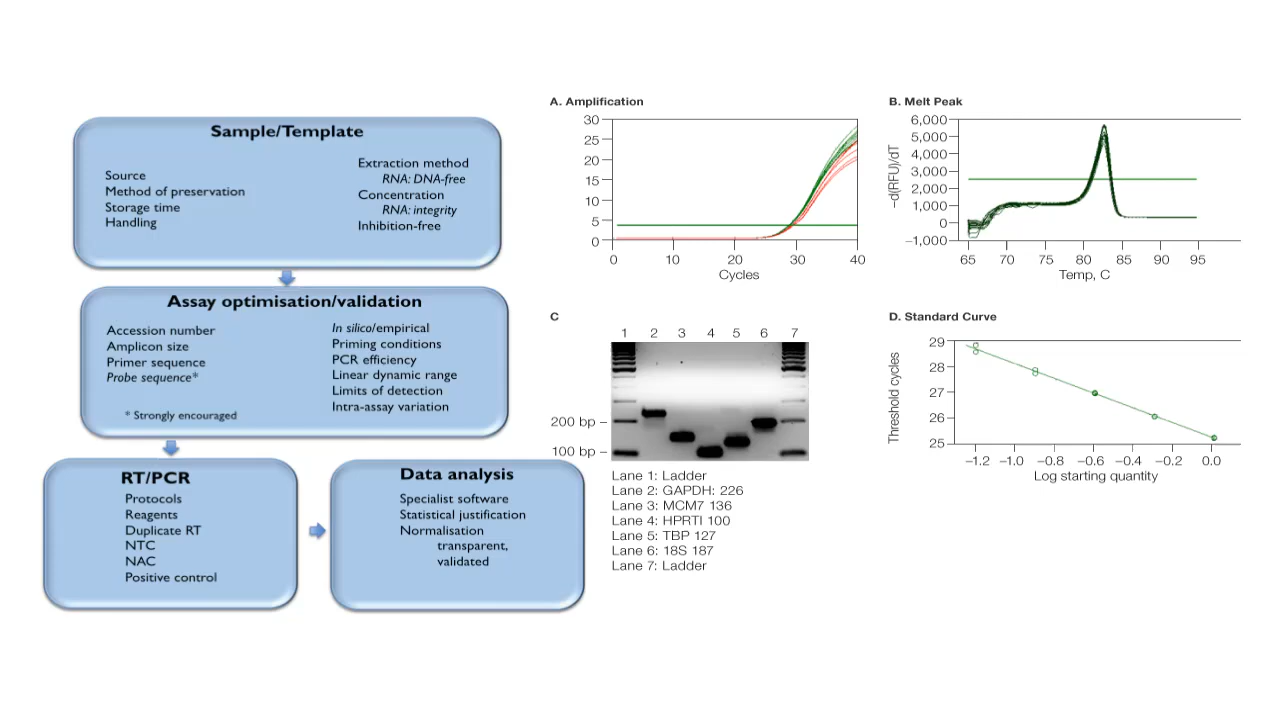 Sample/Template
Source
Method of preservation
Storage time
Handling
Extraction method
RNA: DNA-free
Concentration
RNA: integrity
Inhibition-free
Assay optimisation/validation
Accession number
Amplicon size
Primer sequence
Probe sequence*
* Strongly encouraged
In silico/empirical
Priming conditions
PCR efficiency
Linear dynamic range
Limits of detection
Intra-assay variation
RT/PCR
Protocols
Reagents
Duplicate RT
NTC
NAC
Positive control
Data analysis
Specialist software
Statistical justification
Normalisation
transparent,
validated
A. Amplification
30
25
20
15
10
5
0
0 10 20 30 40
Cycles
B. Melt Peak
–d(RFU)/dT
6,000
5,000
4,000
3,000
2,000
1,000
0
–1,000
65 70 75 80 85 90 95
Temp, C
C
1 2 3 4 5 6 7
200 bp –
100 bp –
Lane 1: Ladder
Lane 2: GAPDH: 226
Lane 3: MCM7 136
Lane 4: HPRTI 100
Lane 5: TBP 127
Lane 6: 18S 187
Lane 7: Ladder
D. Standard Curve
Threshold cycles
29
28
27
26
25
–1.2 –1.0 –0.8 –0.6 –0.4 –0.2 0.0
Log starting quantity